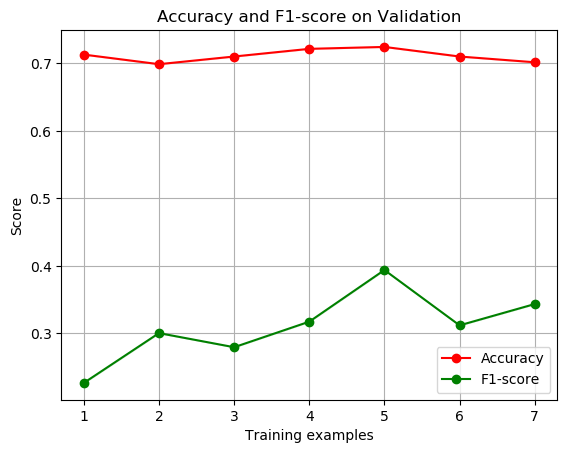 Accuracy and F1-score on Validation
Score
0.7
0.6
0.5
0.4
0.3
Accuracy
F1-score
1 2 3 4 5 6 7
Training examples